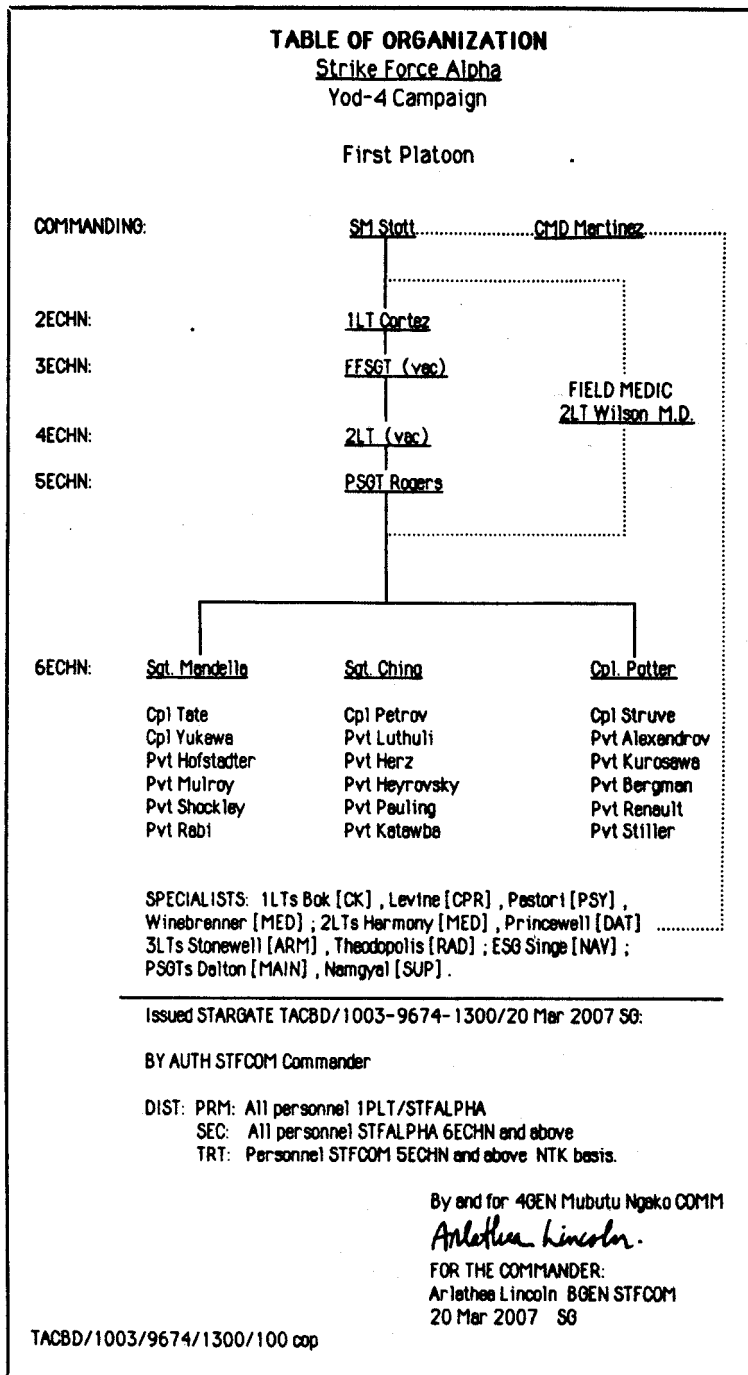 TABLE OF ORGANIZATION
Strike Force Alpha
Yod-4 Campaign
First Platoon
COMMANDING: SM Stott CMD Martinez
2ECHN: 1LT Cortez
3ECHN: FFSGT (vac)
FIELD MEDIC
2LT Wilson M.D.
4ECHN: 2LT (vac)
5ECHN: PSGT Rogers
6ECHN: Sgt. Mandella Sgt. Ching Cpl. Potter
Cpl Tate Cpl Petrov Cpl Struve
Cpl Yukawa Pvt Luthuli Pvt Alexandrov
Pvt Hofstadter Pvt Herz Pvt Kurosawa
Pvt Mulroy Pvt Heyrovsky Pvt Bergman
Pvt Shockley Pvt Pauling Pvt Renault
Pvt Rabi Pvt Katawba Pvt Stiller
SPECIALISTS: 1LTs Bok [CK] , Levine [CPR] , Pastori [PSY] ,
Winebrenner [MED] ; 2LTs Harmony [MED] , Princewell [DAT]
3LTs Stonewell [ARM] , Theodopolis [RAD] ; ESG Singe [NAV] ;
PSGTs Dalton [MAIN] , Namgyal [SUP] .
Issued STARGATE TACBD/1003-9674-1300/20 Mar 2007 SG:
BY AUTH STFCOM Commander
DIST: PRM: All personnel 1PLT/STFALPHA
SEC: All personnel STFALPHA 6ECHN and above
TRT: Personnel STFCOM 5ECHN and above NTK basis.
By and for 4GEN Mubutu Ngako COMM
Arlathea Lincoln.
FOR THE COMMANDER:
Arlathea Lincoln BGEN STFCOM
20 Mar 2007 SG
TACBD/1003/9674/1300/100 cop